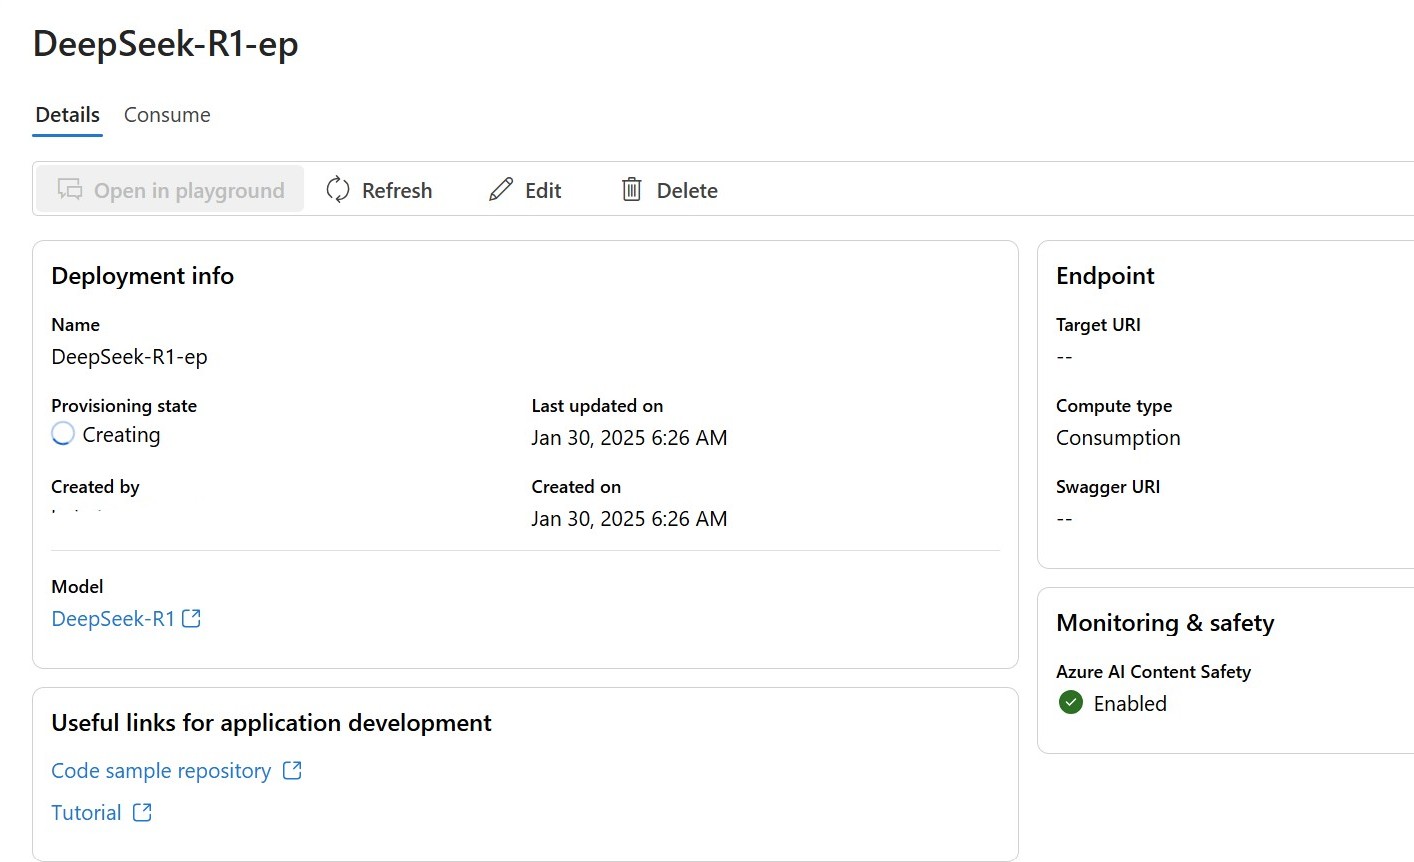 DeepSeek-R1-ep
Details Consume
Open in playground Refresh Edit Delete
Deployment info
Name
DeepSeek-R1-ep
Provisioning state
Creating
Last updated on
Jan 30, 2025 6:26 AM
Created by
Created on
Jan 30, 2025 6:26 AM
Model
DeepSeek-R1
Useful links for application development
Code sample repository
Tutorial
Endpoint
Target URI
--
Compute type
Consumption
Swagger URI
--
Monitoring & safety
Azure AI Content Safety
Enabled